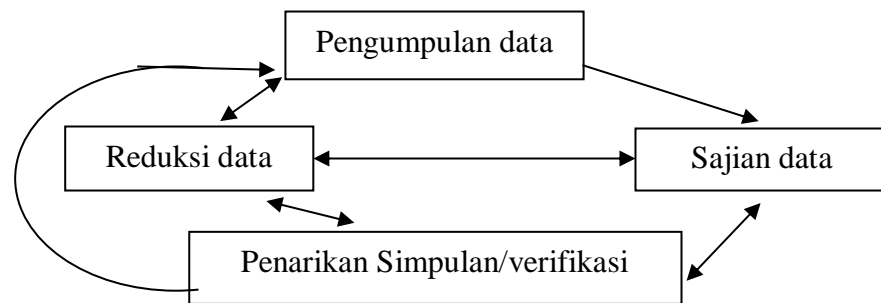 Pengumpulan data
Reduksi data
Sajian data
Penarikan Simpulan/verifikasi